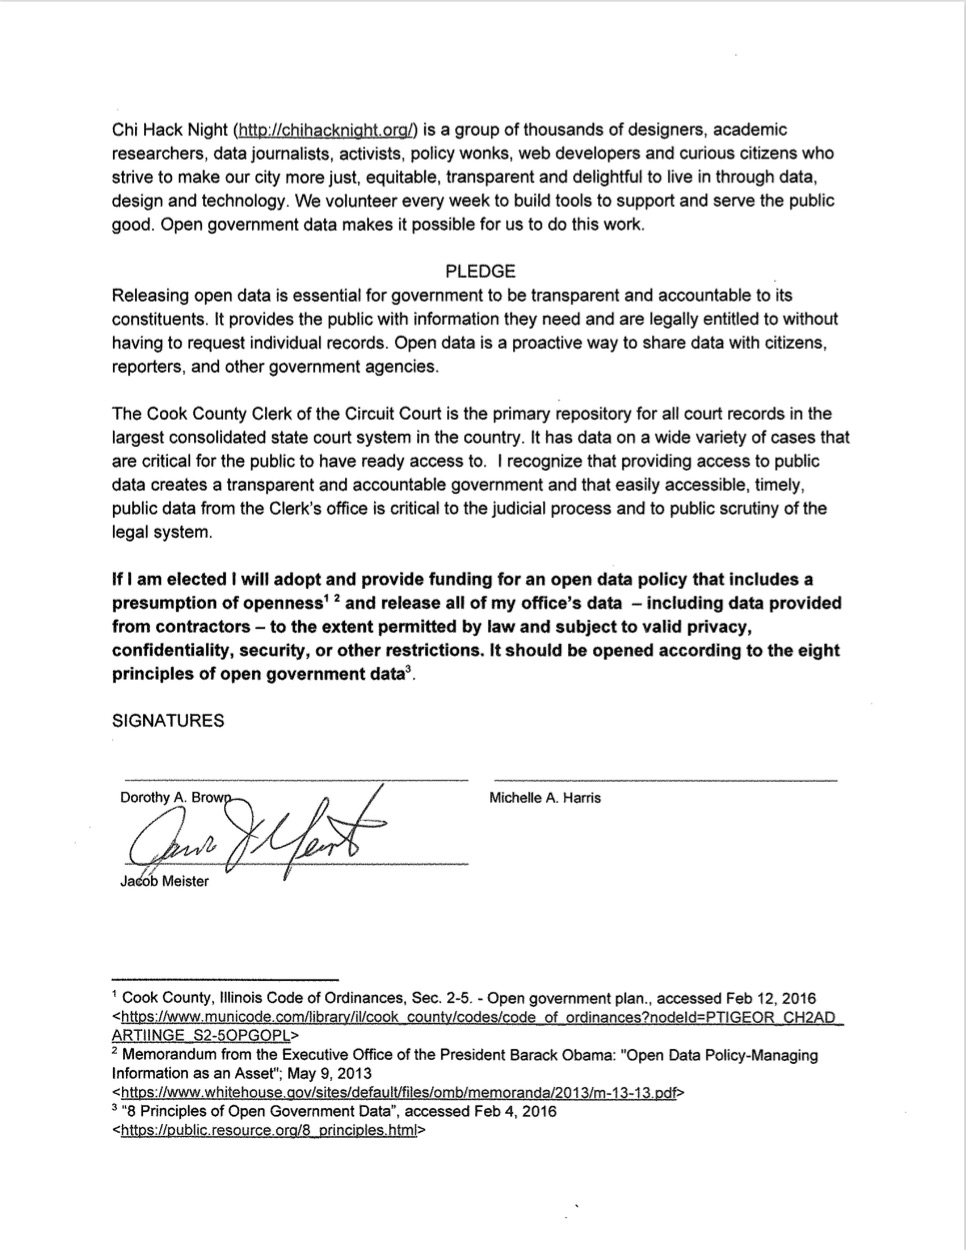 Chi Hack Night (http://chihacknight.org/) is a group of thousands of designers, academic
researchers, data journalists, activists, policy wonks, web developers and curious citizens who
strive to make our city more just, equitable, transparent and delightful to live in through data,
design and technology. We volunteer every week to build tools to support and serve the public
good. Open government data makes it possible for us to do this work.
PLEDGE
Releasing open data is essential for government to be transparent and accountable to its
constituents. It provides the public with information they need and are legally entitled to without
having to request individual records. Open data is a proactive way to share data with citizens,
reporters, and other government agencies.
The Cook County Clerk of the Circuit Court is the primary repository for all court records in the
largest consolidated state court system in the country. It has data on a wide variety of cases that
are critical for the public to have ready access to.  I recognize that providing access to public
data creates a transparent and accountable government and that easily accessible, timely,
public data from the Clerk's office is critical to the judicial process and to public scrutiny of the
legal system.
If I am elected I will adopt and provide funding for an open data policy that includes a
presumption of openness¹ ² and release all of my office's data  – including data provided
from contractors – to the extent permitted by law and subject to valid privacy,
confidentiality, security, or other restrictions. It should be opened according to the eight
principles of open government data³.
SIGNATURES
Dorothy A. Brown
Michelle A. Harris
Jacob Meister
¹ Cook County, Illinois Code of Ordinances, Sec. 2-5. - Open government plan., accessed Feb 12, 2016
<https://www.municode.com/library/il/cook_county/codes/code_of_ordinances?nodeId=PTIGEOR_CH2AD_
ARTIINGE_S2-5OPGOPL>
² Memorandum from the Executive Office of the President Barack Obama: "Open Data Policy-Managing
Information as an Asset"; May 9, 2013
<https://www.whitehouse.gov/sites/default/files/omb/memoranda/2013/m-13-13.pdf>
³ "8 Principles of Open Government Data", accessed Feb 4, 2016
<https://public.resource.org/8_principles.html>